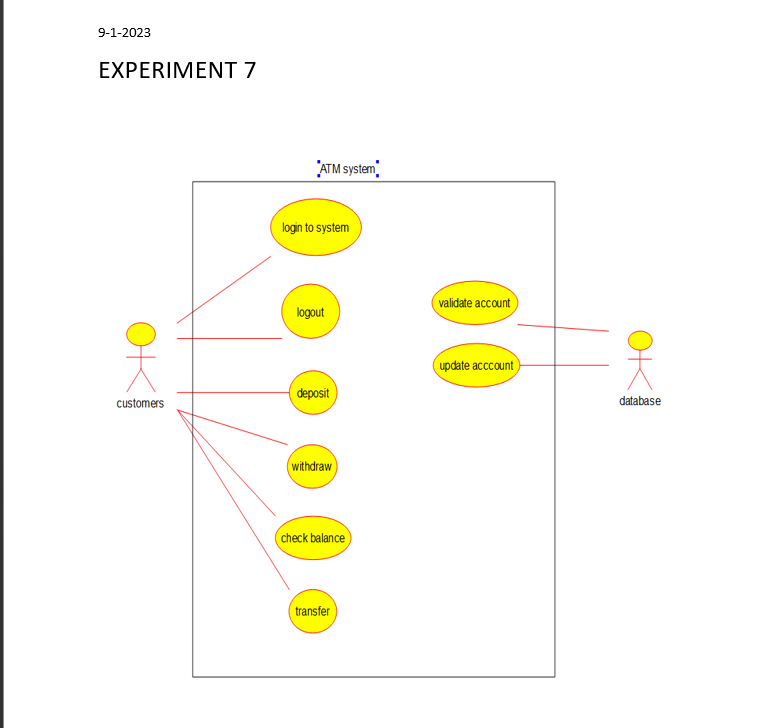 9-1-2023
EXPERIMENT 7
ATM system
login to system
logout
deposit
withdraw
check balance
transfer
customers
validate account
update acccount
database